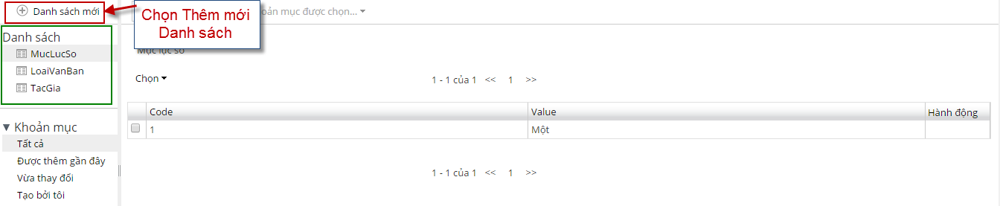 Danh sách mới
Chọn Thêm mới
Danh sách
mục được chọn...
Danh sách
MucLucSo
LoaiVanBan
TacGia
Mục lục số
Chọn
1 - 1 của 1 << 1 >>
Code Value Hành động
1 Một
Khoản mục
Tất cả
Được thêm gần đây
Vừa thay đổi
Tạo bởi tôi
1 - 1 của 1 << 1 >>